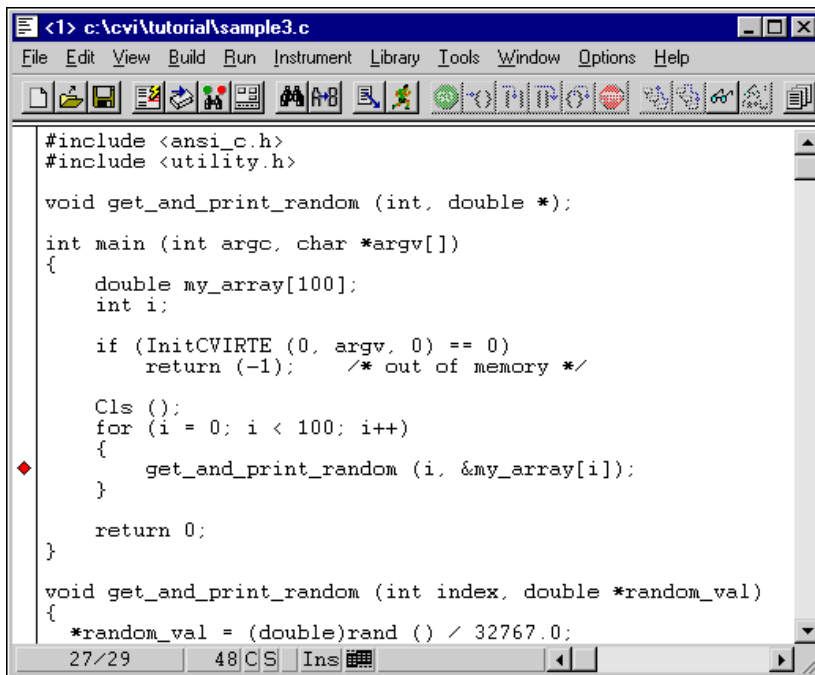 <1> c:\cvi\tutorial\sample3.c
File Edit View Build Run Instrument Library Tools Window Options Help
#include <ansi_c.h>
#include <utility.h>
void get_and_print_random (int, double *);
int main (int argc, char *argv[])
{
double my_array[100];
int i;
if (InitCVIRTE (0, argv, 0) == 0)
return (-1); /* out of memory */
Cls ();
for (i = 0; i < 100; i++)
{
get_and_print_random (i, &my_array[i]);
}
return 0;
}
void get_and_print_random (int index, double *random_val)
{
*random_val = (double)rand () / 32767.0;
27/29 48 C S Ins